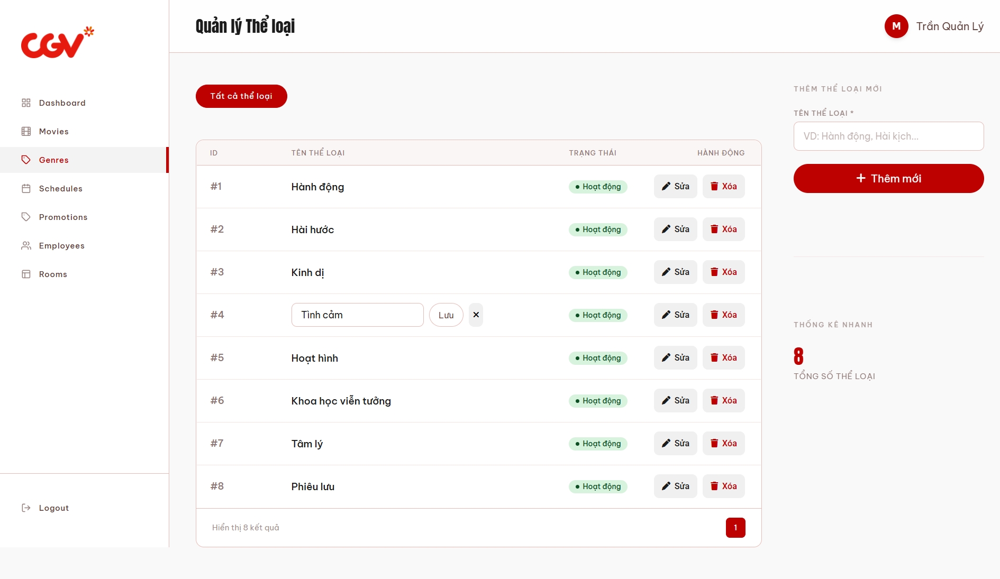 CGV
Dashboard
Movies
Genres
Schedules
Promotions
Employees
Rooms
Logout
Quản lý Thể loại
M
Trần Quản Lý
Tất cả thể loại
ID TÊN THỂ LOẠI TRẠNG THÁI HÀNH ĐỘNG
#1 Hành động Hoạt động Sửa Xóa
#2 Hài hước Hoạt động Sửa Xóa
#3 Kinh dị Hoạt động Sửa Xóa
#4 Tình cảm Lưu × Hoạt động Sửa Xóa
#5 Hoạt hình Hoạt động Sửa Xóa
#6 Khoa học viễn tưởng Hoạt động Sửa Xóa
#7 Tâm lý Hoạt động Sửa Xóa
#8 Phiêu lưu Hoạt động Sửa Xóa
Hiển thị 8 kết quả 1
THÊM THỂ LOẠI MỚI
TÊN THỂ LOẠI *
VD: Hành động, Hài kịch...
+ Thêm mới
THỐNG KÊ NHANH
8
TỔNG SỐ THỂ LOẠI